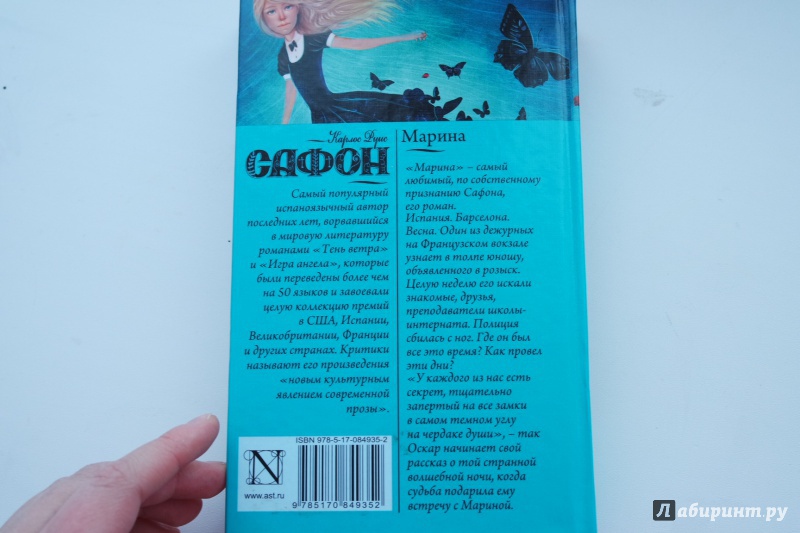 Карлос Руис
САФОН
Самый популярный
испаноязычный автор
последних лет, ворвавшийся
в мировую литературу
романами «Тень ветра»
и «Игра ангела», которые
были переведены более чем
на 50 языков и завоевали
целую коллекцию премий
в США, Испании,
Великобритании, Франции
и других странах. Критики
называют его произведения
«новым культурным
явлением современной
прозы».
Марина
«Марина» – самый
любимый, по собственному
признанию Сафона,
его роман.
Испания. Барселона.
Весна. Один из дежурных
на Французском вокзале
узнает в толпе юношу,
объявленного в розыск.
Целую неделю его искали
знакомые, друзья,
преподаватели школы-
интерната. Полиция
сбилась с ног. Где он был
все это время? Как провел
эти дни?
«У каждого из нас есть
секрет, тщательно
запертый на все замки
в самом темном углу
на чердаке души», – так
Оскар начинает свой
рассказ о той странной
волшебной ночи, когда
судьба подарила ему
встречу с Мариной.
ISBN 978-5-17-084935-2
N
www.ast.ru
9 785170 849352
Лабиринт.ру